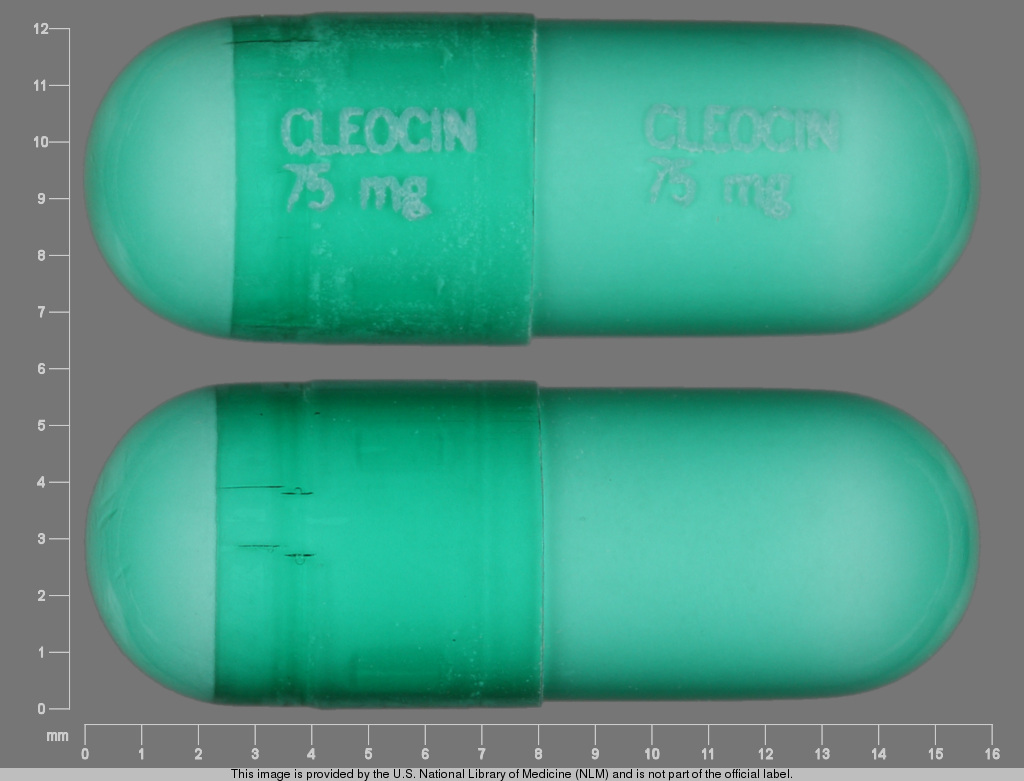 12
11
10
9
8
7
6
5
4
3
2
1
0
mm
CLEOCIN CLEOCIN
75 mg 75 mg
0 1 2 3 4 5 6 7 8 9 10 11 12 13 14 15 16
This image is provided by the U.S. National Library of Medicine (NLM) and is not part of the official label.